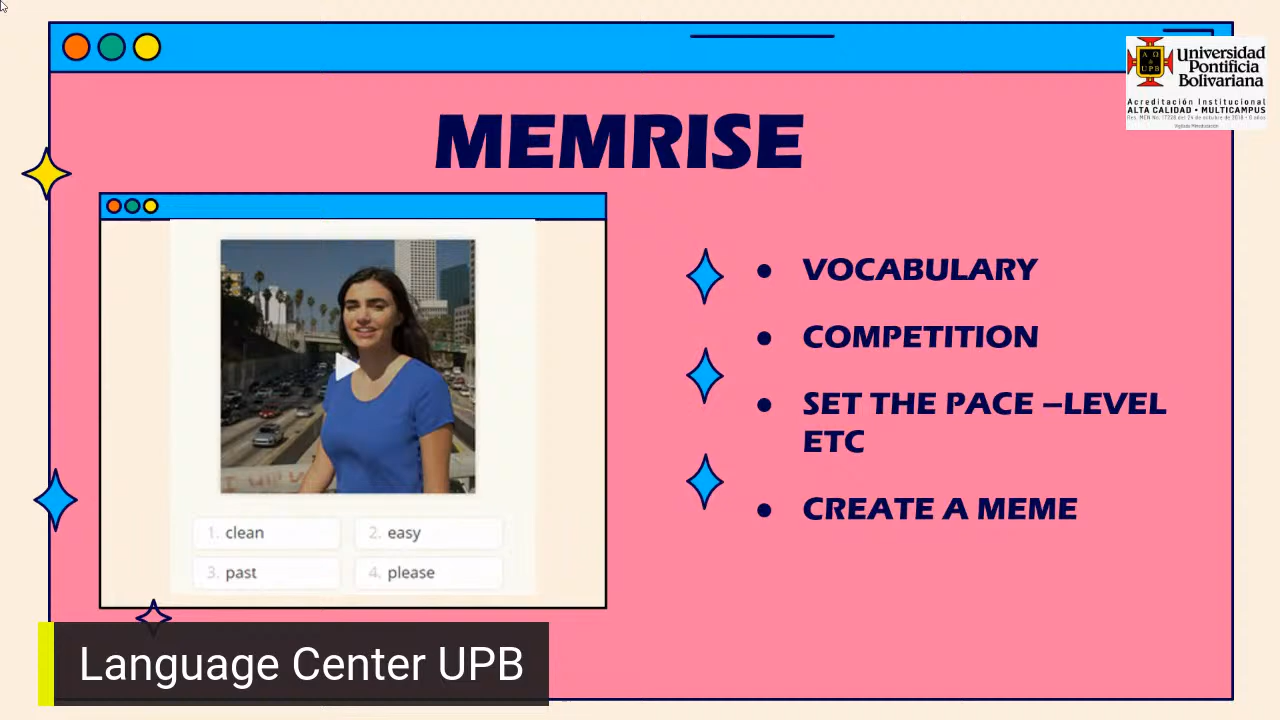 Universidad
Pontificia
Bolivariana
Acreditación Institucional
ALTA CALIDAD • MULTICAMPUS
MEMRISE
• VOCABULARY
• COMPETITION
• SET THE PACE –LEVEL
ETC
• CREATE A MEME
1. clean 2. easy
3. past 4. please
Language Center UPB